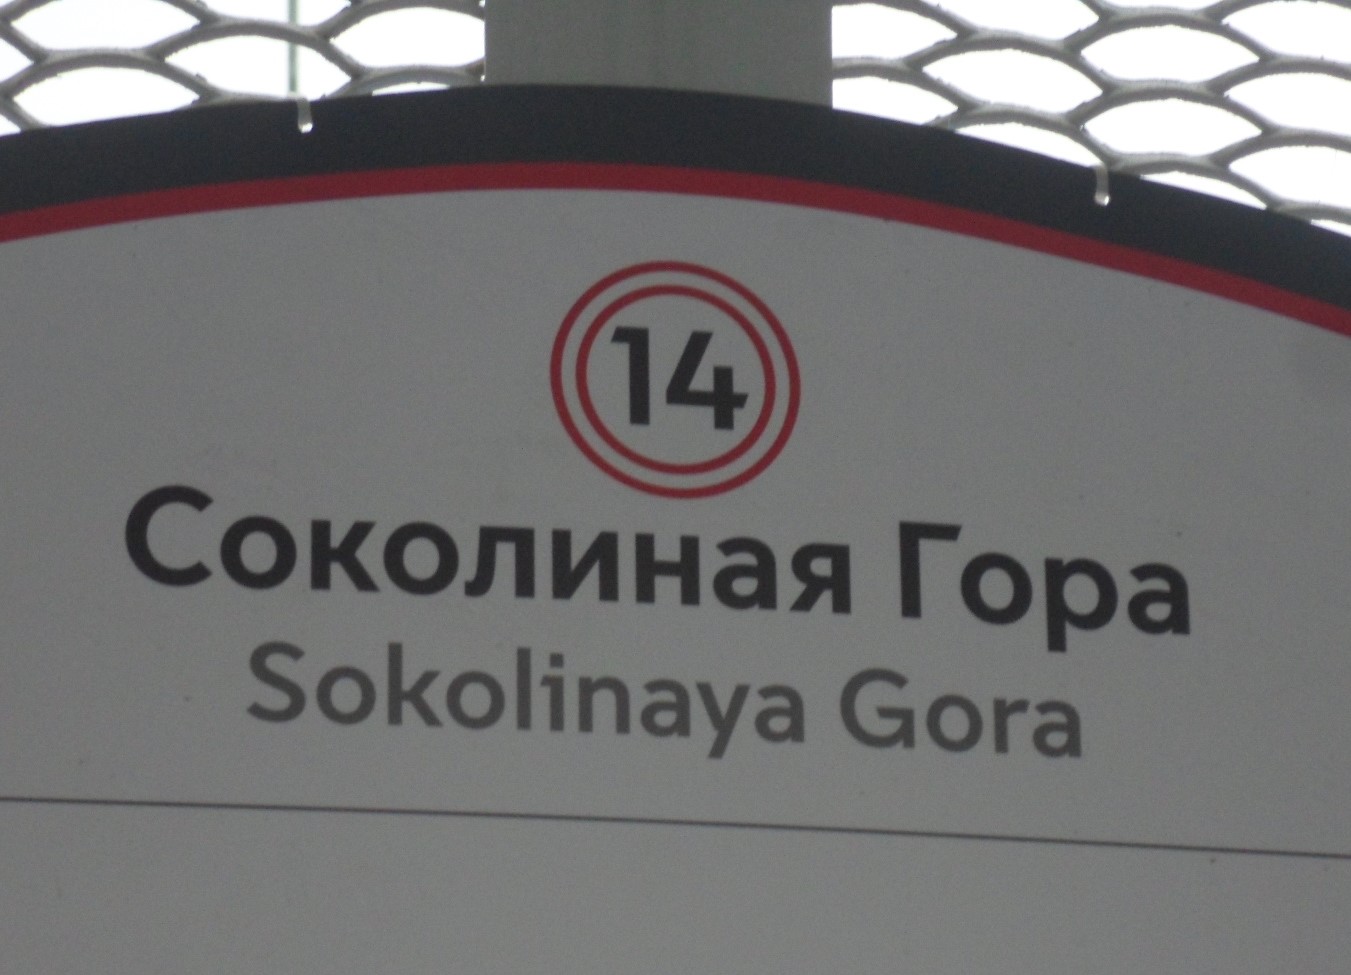 14
Соколиная Гора
Sokolinaya Gora